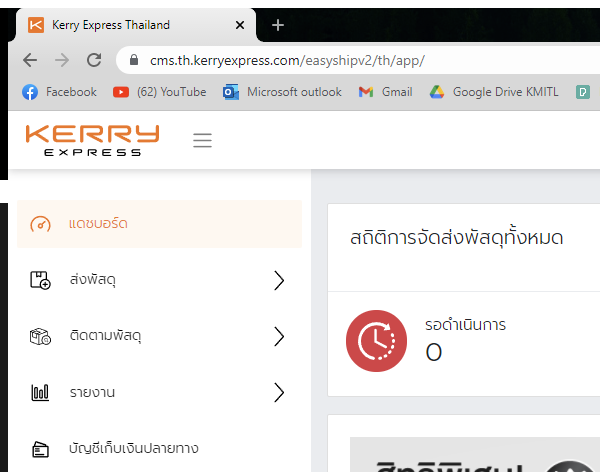 Kerry Express Thailand
cms.th.kerryexpress.com/easyshipv2/th/app/
Facebook (62) YouTube Microsoft outlook Gmail Google Drive KMITL
KERRY
EXPRESS
แดชบอร์ด
สถิติการจัดส่งพัสดุทั้งหมด
ส่งพัสดุ
รอดำเนินการ
0
ติดตามพัสดุ
รายงาน
บัญชีเก็บเงินปลายทาง